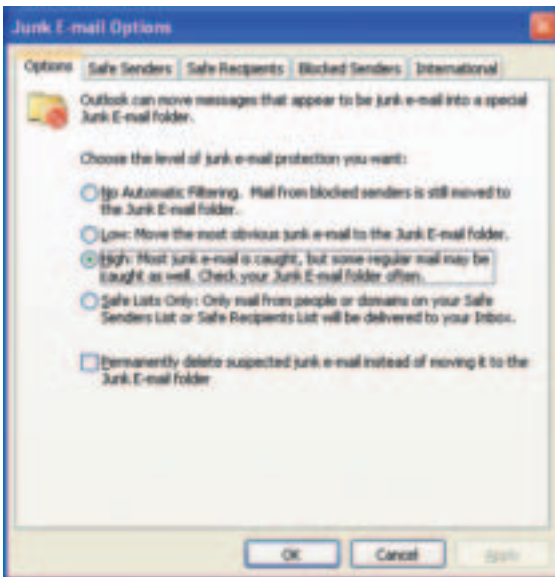 Junk E-mail Options
Options Safe Senders Safe Recipients Blocked Senders International
Outlook can move messages that appear to be junk e-mail into a special
Junk E-mail folder.
Choose the level of junk e-mail protection you want:
No Automatic Filtering. Mail from blocked senders is still moved to
the Junk E-mail folder.
Low: Move the most obvious junk e-mail to the Junk E-mail folder.
High: Most junk e-mail is caught, but some regular mail may be
caught as well. Check your Junk E-mail folder often.
Safe Lists Only: Only mail from people or domains on your Safe
Senders List or Safe Recipients List will be delivered to your Inbox.
Permanently delete suspected junk e-mail instead of moving it to the
Junk E-mail folder
OK Cancel Apply